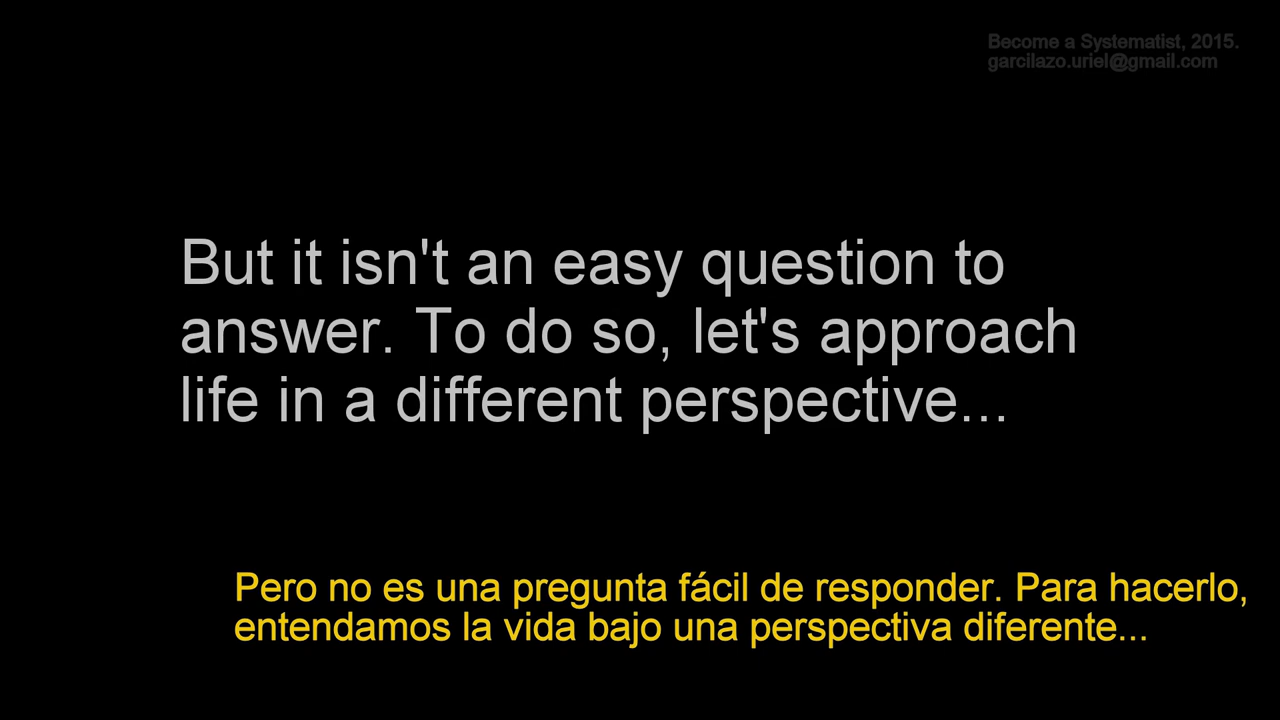 Become a Systematist, 2015.
garcilazo.uriel@gmail.com
But it isn't an easy question to
answer. To do so, let's approach
life in a different perspective...
Pero no es una pregunta fácil de responder. Para hacerlo,
entendamos la vida bajo una perspectiva diferente...